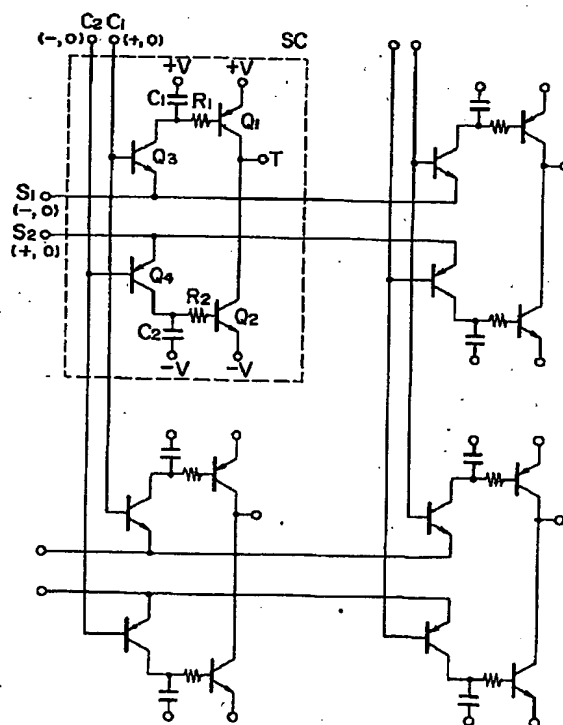 C2 C1
(-, 0) (+, 0)
SC
+V +V
C1 R1 Q1
Q3
T
S1
(-, 0)
S2
(+, 0)
Q4
R2
C2 Q2
-V -V